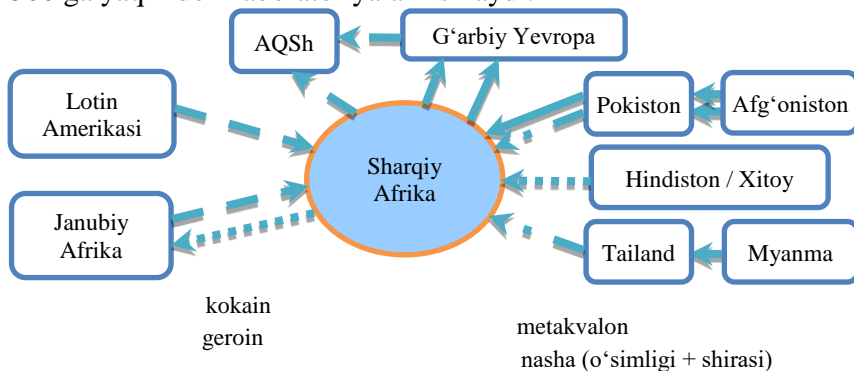 AQSh
G‘arbiy Yevropa
Lotin
Amerikasi
Pokiston
Afg‘oniston
Sharqiy
Afrika
Hindiston / Xitoy
Janubiy
Afrika
Tailand
Myanma
kokain
geroin
metakvalon
nasha (o‘simligi + shirasi)